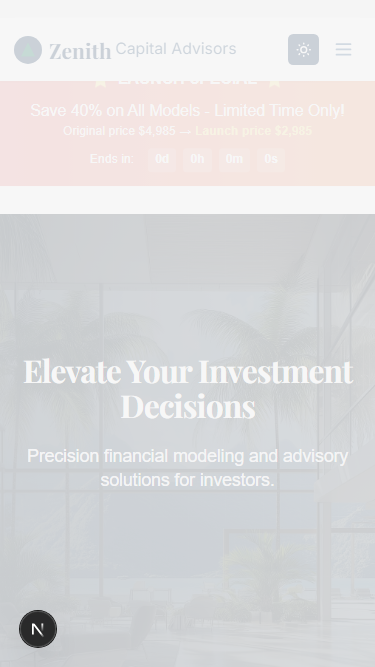 Zenith Capital Advisors
Save 40% on All Models - Limited Time Only!
Original price $4,985 → Launch price $2,985
Ends in: 0d 0h 0m 0s
Elevate Your Investment
Decisions
Precision financial modeling and advisory
solutions for investors.
N